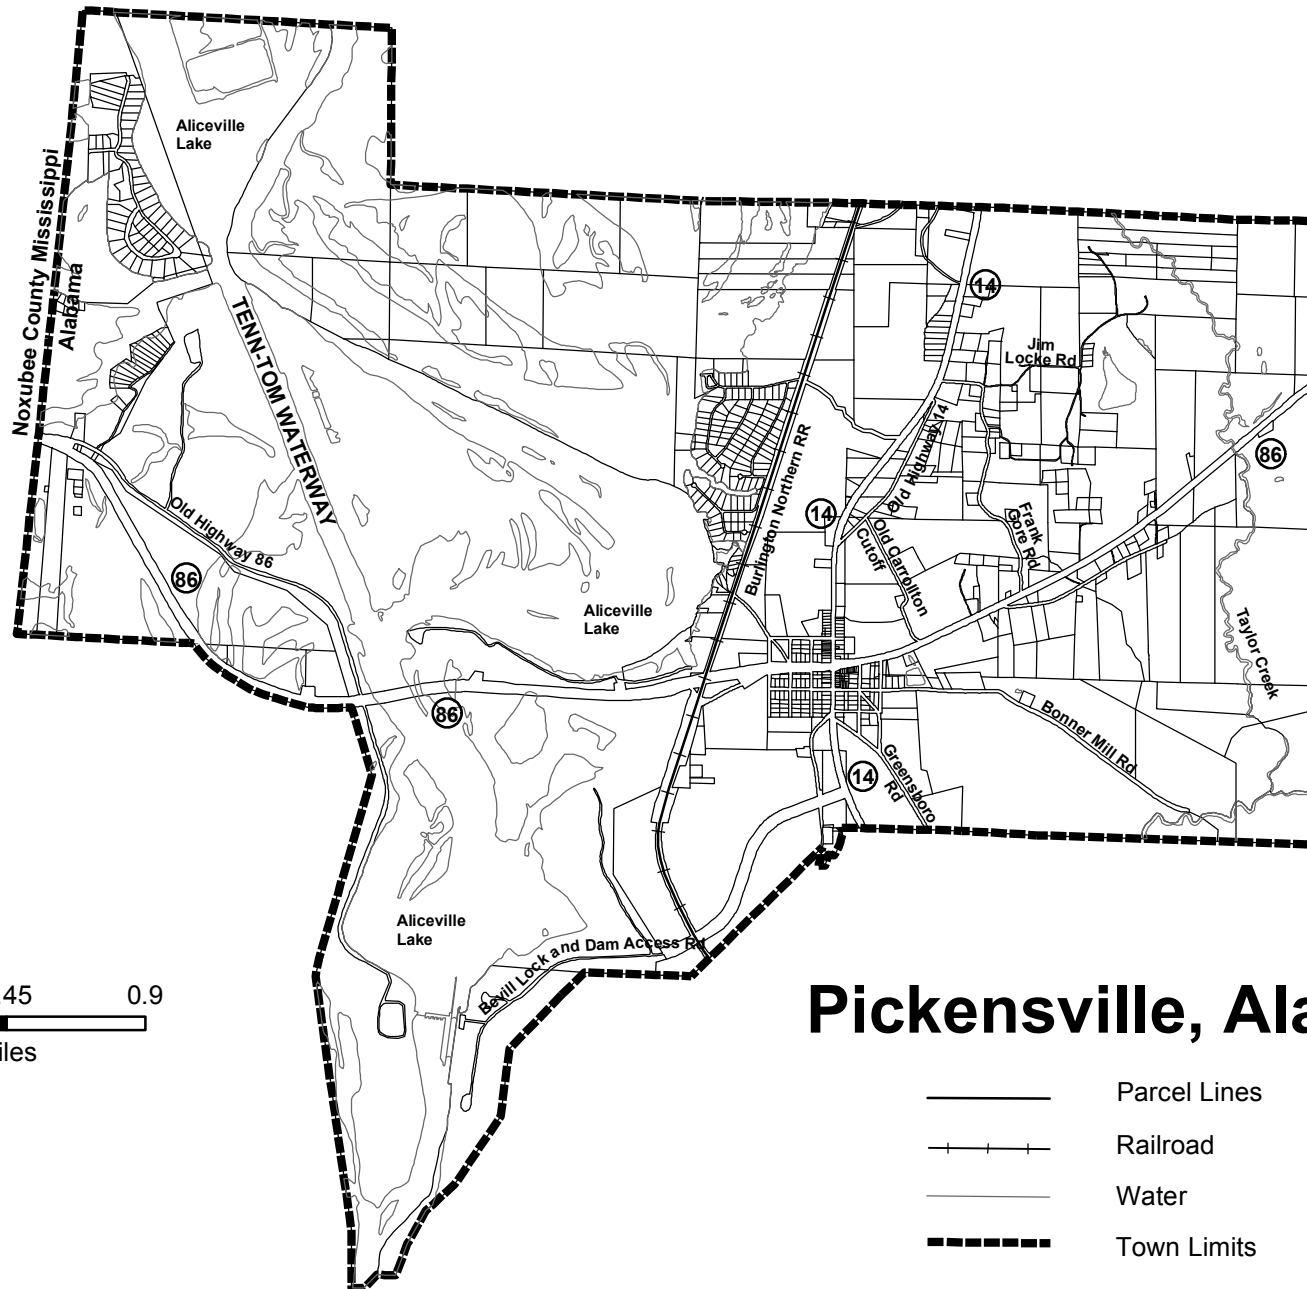 Aliceville
Lake
Noxubee County Mississippi
Alabama
TENN-TOM WATERWAY
14
Jim
Locke Rd
Old Highway 14
86
Burlington Northern RR
14
Old Carrollton
Cutoff
Frank
Gore Rd
Old Highway 86
86
Aliceville
Lake
Taylor Creek
86
Bonner Mill Rd
14
Greensboro
Rd
Aliceville
Lake
Bevill Lock and Dam Access Rd
45
0.9
iles
Pickensville, Ala
Parcel Lines
Railroad
Water
Town Limits